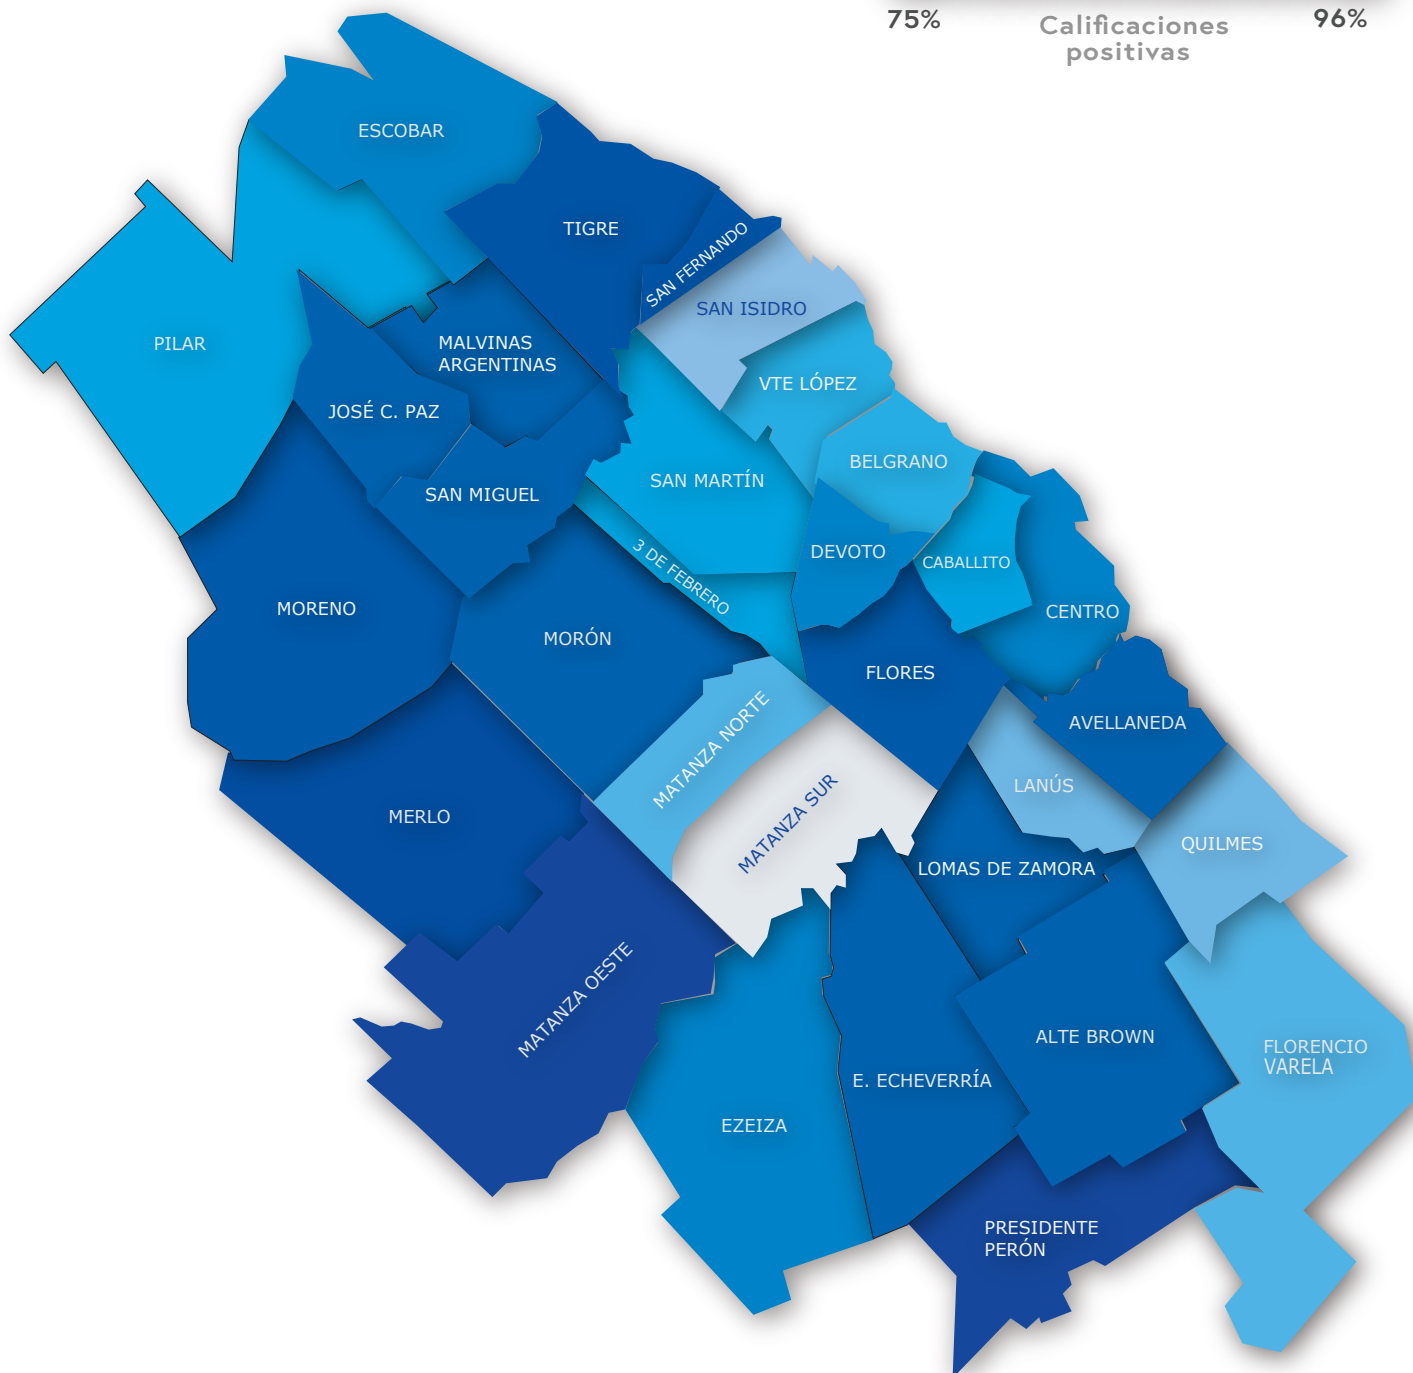 75%
96%
Calificaciones
positivas
ESCOBAR
TIGRE
SAN FERNANDO
SAN ISIDRO
PILAR
MALVINAS
ARGENTINAS
VTE LÓPEZ
JOSÉ C. PAZ
BELGRANO
SAN MARTÍN
SAN MIGUEL
DEVOTO
CABALLITO
3 DE FEBRERO
MORENO
CENTRO
MORÓN
FLORES
AVELLANEDA
MATANZA NORTE
LANÚS
MERLO
MATANZA SUR
QUILMES
LOMAS DE ZAMORA
MATANZA OESTE
ALTE BROWN
FLORENCIO
VARELA
E. ECHEVERRÍA
EZEIZA
PRESIDENTE
PERÓN